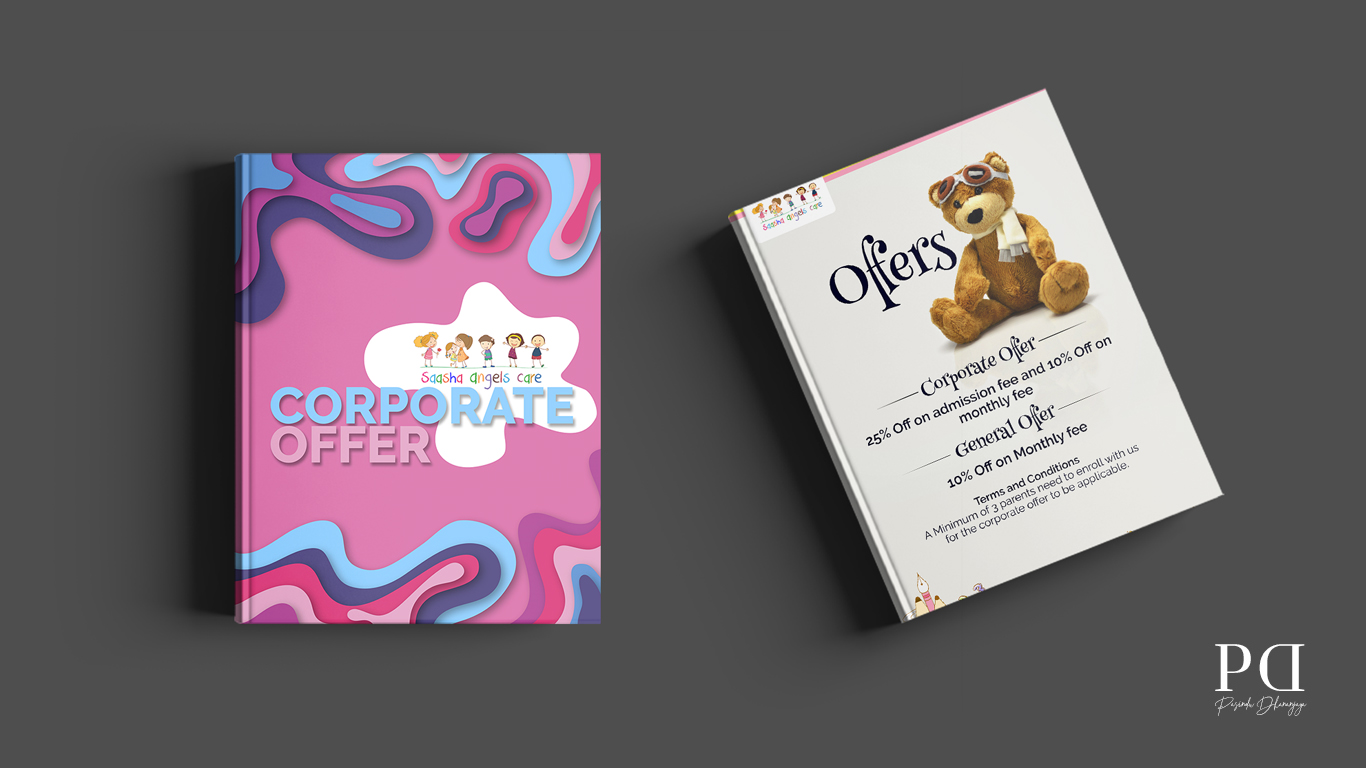 Saasha angels care
CORPORATE
OFFER
Saasha angels care
Offers
Corporate Offer
25% Off on admission fee and 10% Off on
monthly fee
General Offer
10% Off on Monthly fee
Terms and Conditions
A Minimum of 3 parents need to enroll with us
for the corporate offer to be applicable.
PD
Pasindu Dhananjaya